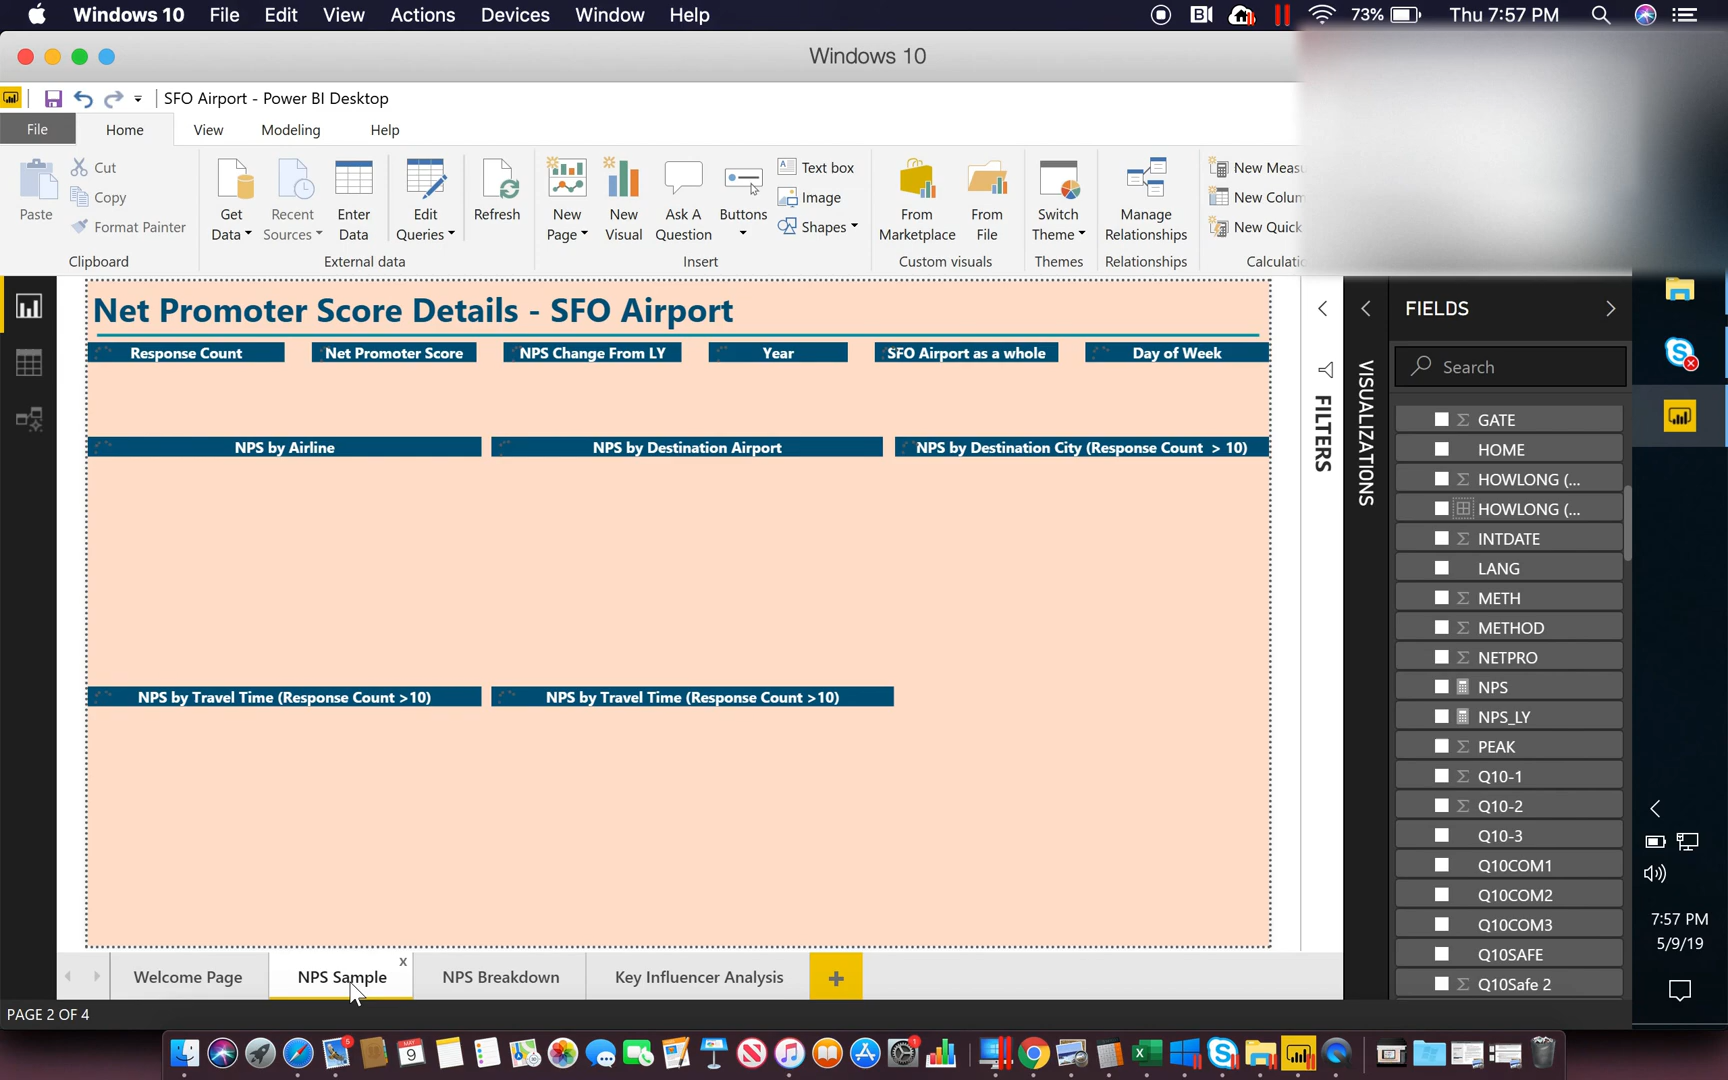 Windows 10 File Edit View Actions Devices Window Help 73% Thu 7:57 PM
Windows 10
SFO Airport - Power BI Desktop
File Home View Modeling Help
Paste
Cut
Copy
Format Painter
Clipboard
Get Data
Recent Sources
Enter Data
Edit Queries
Refresh
External data
New Page
New Visual
Ask A Question
Buttons
Text box
Image
Shapes
Insert
From Marketplace
From File
Custom visuals
Switch Theme
Themes
Manage Relationships
Relationships
New Measu
New Colum
New Quick
Calculati
Net Promoter Score Details - SFO Airport
Response Count Net Promoter Score NPS Change From LY Year SFO Airport as a whole Day of Week
NPS by Airline NPS by Destination Airport NPS by Destination City (Response Count > 10)
NPS by Travel Time (Response Count >10) NPS by Travel Time (Response Count >10)
FILTERS
VISUALIZATIONS
FIELDS
Search
GATE
HOME
HOWLONG (...
HOWLONG (...
INTDATE
LANG
METH
METHOD
NETPRO
NPS
NPS_LY
PEAK
Q10-1
Q10-2
Q10-3
Q10COM1
Q10COM2
Q10COM3
Q10SAFE
Q10Safe 2
7:57 PM
5/9/19
Welcome Page NPS Sample x NPS Breakdown Key Influencer Analysis +
PAGE 2 OF 4